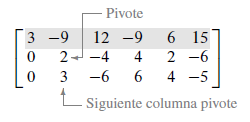 Pivote
3 -9 12 -9 6 15
0 2 -4 4 2 -6
0 3 -6 6 4 -5
Siguiente columna pivote